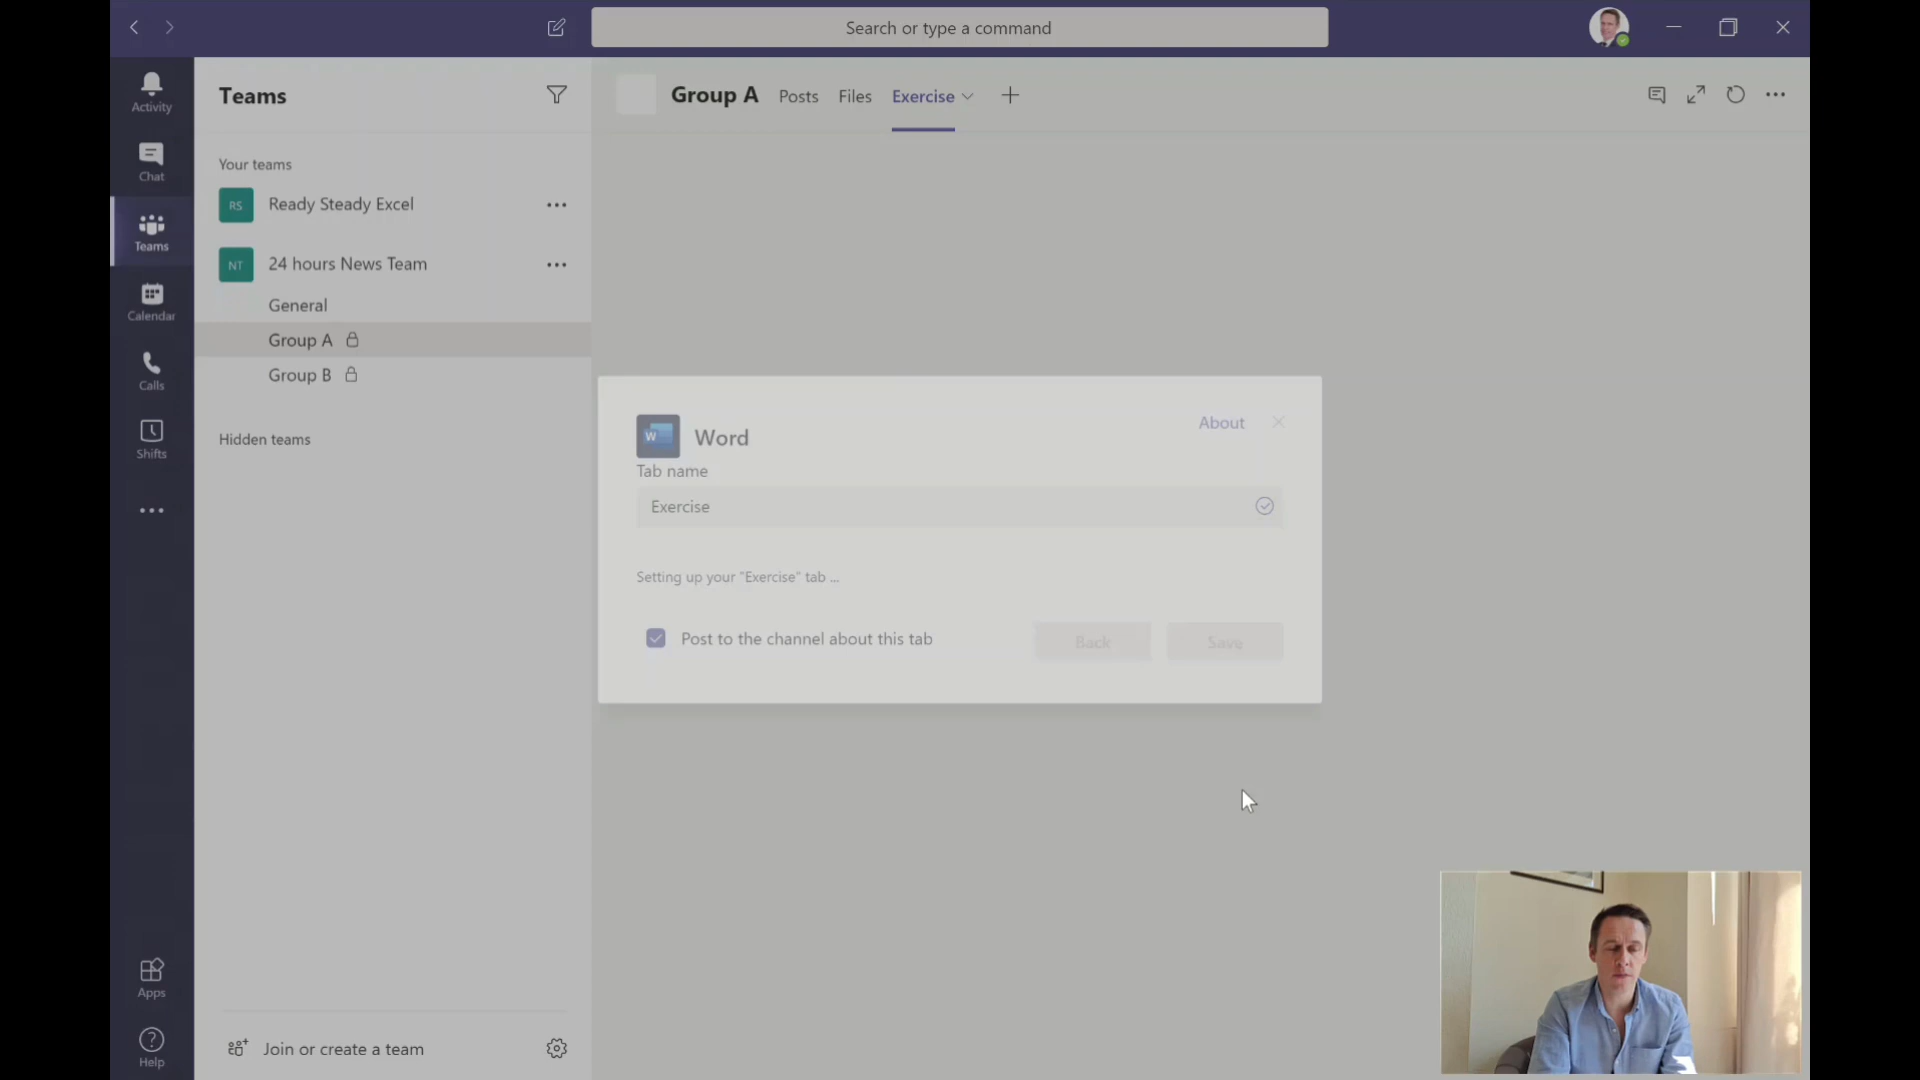 Search or type a command
Activity
Chat
Teams
Calendar
Calls
Shifts
Apps
Help
Teams
Your teams
RS Ready Steady Excel
NT 24 hours News Team
General
Group A
Group B
Hidden teams
Join or create a team
Group A Posts Files Exercise
W Word
About
Tab name
Exercise
Setting up your "Exercise" tab ...
Post to the channel about this tab
Back Save